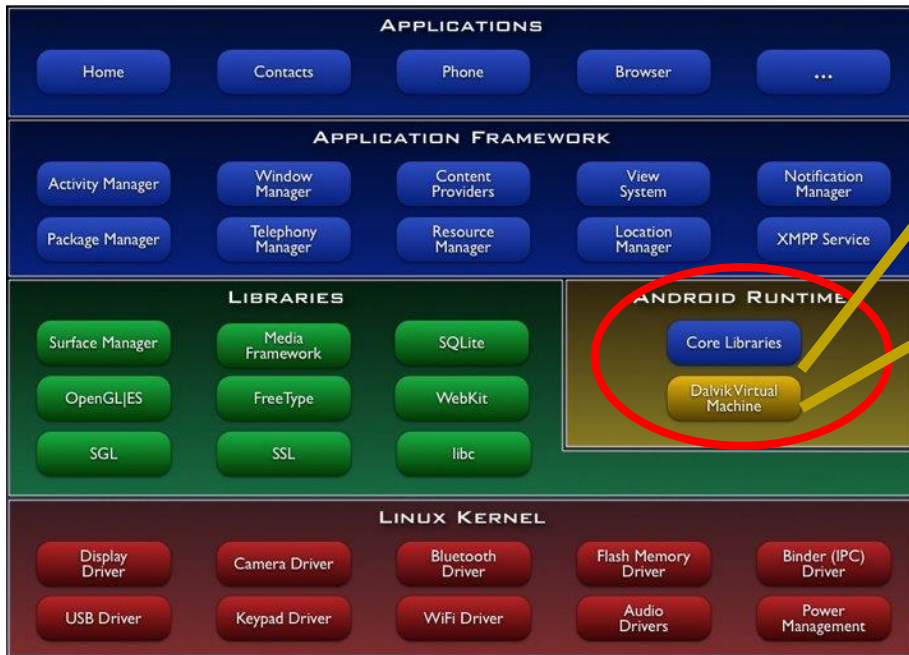 APPLICATIONS
Home
Contacts
Phone
Browser
...
APPLICATION FRAMEWORK
Activity Manager
Window
Manager
Content
Providers
View
System
Notification
Manager
Package Manager
Telephony
Manager
Resource
Manager
Location
Manager
XMPP Service
LIBRARIES
Surface Manager
Media
Framework
SQLite
OpenGL|ES
FreeType
WebKit
SGL
SSL
libc
ANDROID RUNTIME
Core Libraries
Dalvik Virtual
Machine
LINUX KERNEL
Display
Driver
Camera Driver
Bluetooth
Driver
Flash Memory
Driver
Binder (IPC)
Driver
USB Driver
Keypad Driver
WiFi Driver
Audio
Drivers
Power
Management